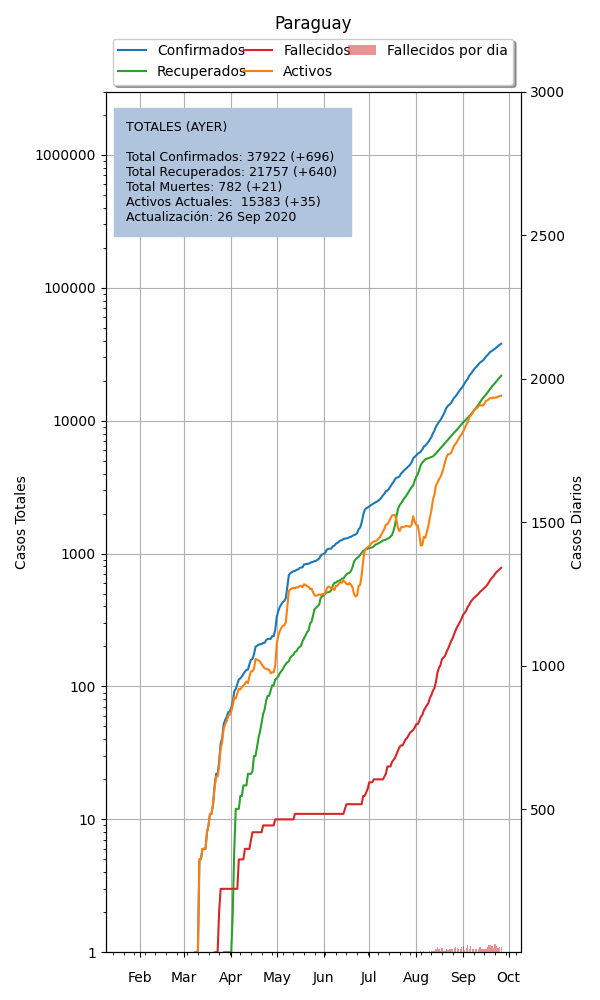 Paraguay
Confirmados
Fallecidos
Fallecidos por dia
Recuperados
Activos
TOTALES (AYER)
Total Confirmados: 37922 (+696)
Total Recuperados: 21757 (+640)
Total Muertes: 782 (+21)
Activos Actuales:  15383 (+35)
Actualización: 26 Sep 2020
Casos Totales
1000000
100000
10000
1000
100
10
1
3000
2500
2000
1500
1000
500
Casos Diarios
Feb
Mar
Apr
May
Jun
Jul
Aug
Sep
Oct